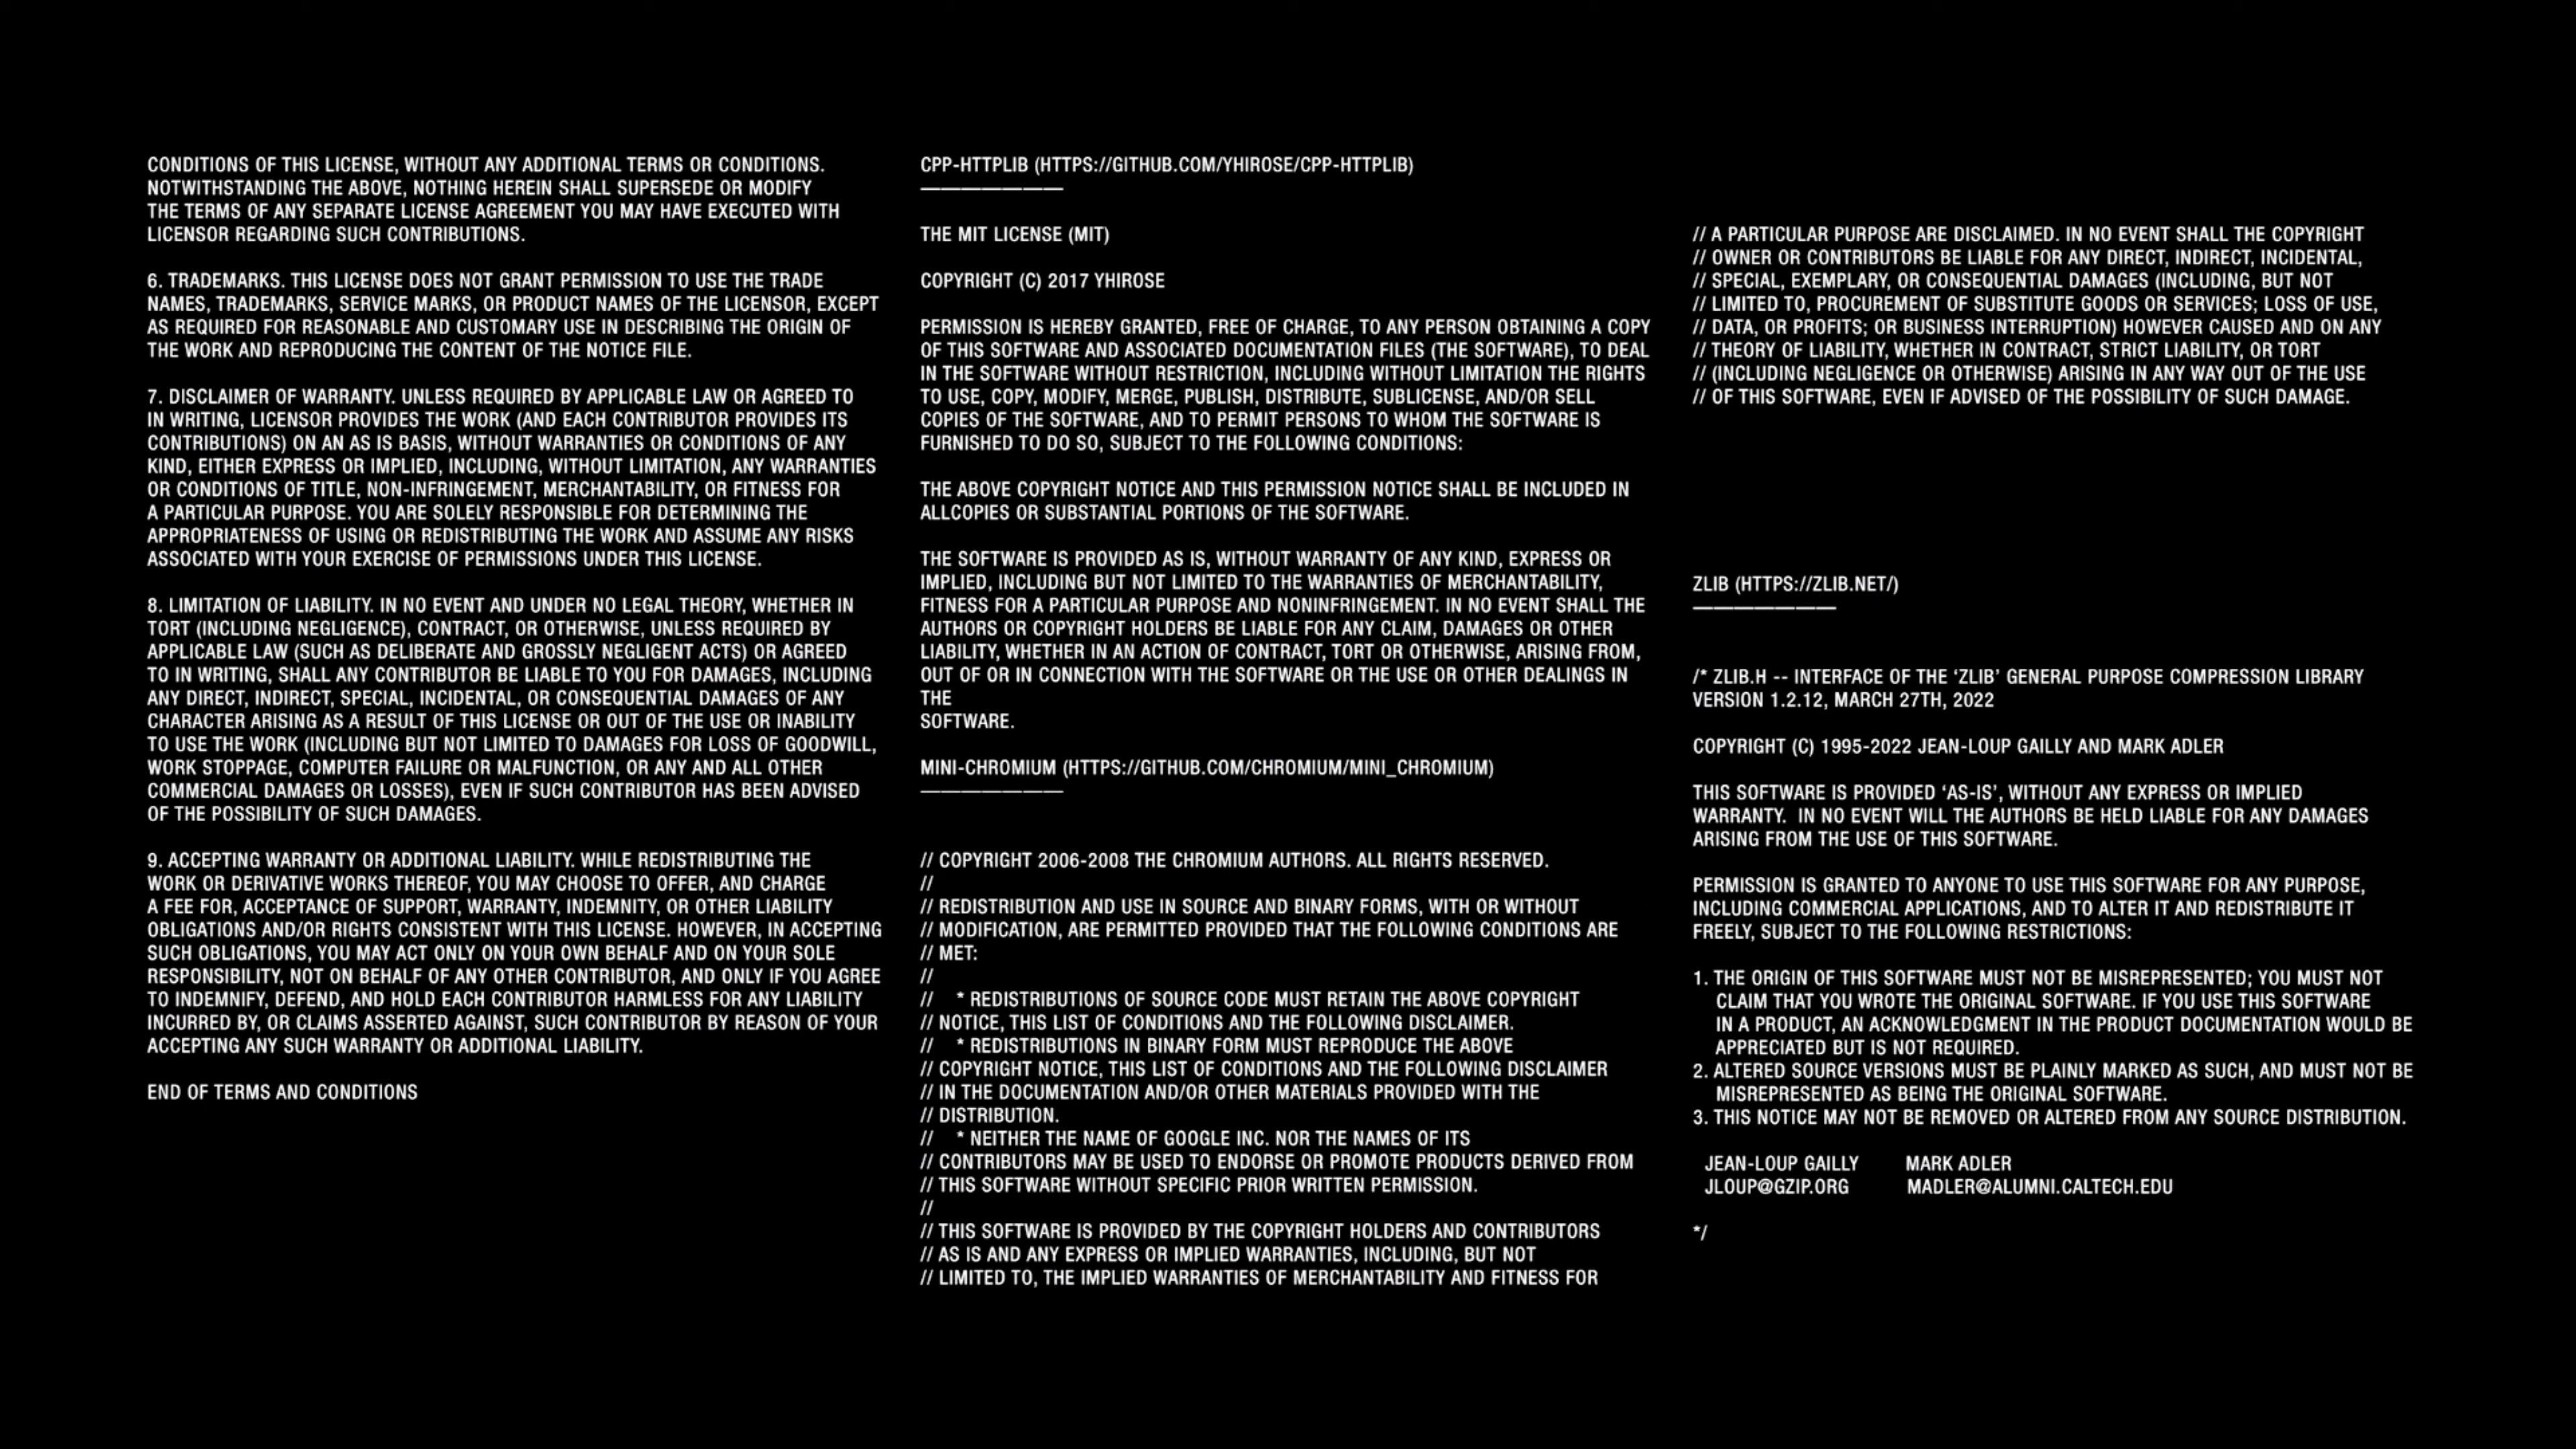 CONDITIONS OF THIS LICENSE, WITHOUT ANY ADDITIONAL TERMS OR CONDITIONS.
NOTWITHSTANDING THE ABOVE, NOTHING HEREIN SHALL SUPERSEDE OR MODIFY
THE TERMS OF ANY SEPARATE LICENSE AGREEMENT YOU MAY HAVE EXECUTED WITH
LICENSOR REGARDING SUCH CONTRIBUTIONS.
6. TRADEMARKS. THIS LICENSE DOES NOT GRANT PERMISSION TO USE THE TRADE
NAMES, TRADEMARKS, SERVICE MARKS, OR PRODUCT NAMES OF THE LICENSOR, EXCEPT
AS REQUIRED FOR REASONABLE AND CUSTOMARY USE IN DESCRIBING THE ORIGIN OF
THE WORK AND REPRODUCING THE CONTENT OF THE NOTICE FILE.
7. DISCLAIMER OF WARRANTY. UNLESS REQUIRED BY APPLICABLE LAW OR AGREED TO
IN WRITING, LICENSOR PROVIDES THE WORK (AND EACH CONTRIBUTOR PROVIDES ITS
CONTRIBUTIONS) ON AN AS IS BASIS, WITHOUT WARRANTIES OR CONDITIONS OF ANY
KIND, EITHER EXPRESS OR IMPLIED, INCLUDING, WITHOUT LIMITATION, ANY WARRANTIES
OR CONDITIONS OF TITLE, NON-INFRINGEMENT, MERCHANTABILITY, OR FITNESS FOR
A PARTICULAR PURPOSE. YOU ARE SOLELY RESPONSIBLE FOR DETERMINING THE
APPROPRIATENESS OF USING OR REDISTRIBUTING THE WORK AND ASSUME ANY RISKS
ASSOCIATED WITH YOUR EXERCISE OF PERMISSIONS UNDER THIS LICENSE.
8. LIMITATION OF LIABILITY. IN NO EVENT AND UNDER NO LEGAL THEORY, WHETHER IN
TORT (INCLUDING NEGLIGENCE), CONTRACT, OR OTHERWISE, UNLESS REQUIRED BY
APPLICABLE LAW (SUCH AS DELIBERATE AND GROSSLY NEGLIGENT ACTS) OR AGREED
TO IN WRITING, SHALL ANY CONTRIBUTOR BE LIABLE TO YOU FOR DAMAGES, INCLUDING
ANY DIRECT, INDIRECT, SPECIAL, INCIDENTAL, OR CONSEQUENTIAL DAMAGES OF ANY
CHARACTER ARISING AS A RESULT OF THIS LICENSE OR OUT OF THE USE OR INABILITY
TO USE THE WORK (INCLUDING BUT NOT LIMITED TO DAMAGES FOR LOSS OF GOODWILL,
WORK STOPPAGE, COMPUTER FAILURE OR MALFUNCTION, OR ANY AND ALL OTHER
COMMERCIAL DAMAGES OR LOSSES), EVEN IF SUCH CONTRIBUTOR HAS BEEN ADVISED
OF THE POSSIBILITY OF SUCH DAMAGES.
9. ACCEPTING WARRANTY OR ADDITIONAL LIABILITY. WHILE REDISTRIBUTING THE
WORK OR DERIVATIVE WORKS THEREOF, YOU MAY CHOOSE TO OFFER, AND CHARGE
A FEE FOR, ACCEPTANCE OF SUPPORT, WARRANTY, INDEMNITY, OR OTHER LIABILITY
OBLIGATIONS AND/OR RIGHTS CONSISTENT WITH THIS LICENSE. HOWEVER, IN ACCEPTING
SUCH OBLIGATIONS, YOU MAY ACT ONLY ON YOUR OWN BEHALF AND ON YOUR SOLE
RESPONSIBILITY, NOT ON BEHALF OF ANY OTHER CONTRIBUTOR, AND ONLY IF YOU AGREE
TO INDEMNIFY, DEFEND, AND HOLD EACH CONTRIBUTOR HARMLESS FOR ANY LIABILITY
INCURRED BY, OR CLAIMS ASSERTED AGAINST, SUCH CONTRIBUTOR BY REASON OF YOUR
ACCEPTING ANY SUCH WARRANTY OR ADDITIONAL LIABILITY.
END OF TERMS AND CONDITIONS
CPP-HTTPLIB (HTTPS://GITHUB.COM/YHIROSE/CPP-HTTPLIB)
———————
THE MIT LICENSE (MIT)
COPYRIGHT (C) 2017 YHIROSE
PERMISSION IS HEREBY GRANTED, FREE OF CHARGE, TO ANY PERSON OBTAINING A COPY
OF THIS SOFTWARE AND ASSOCIATED DOCUMENTATION FILES (THE SOFTWARE), TO DEAL
IN THE SOFTWARE WITHOUT RESTRICTION, INCLUDING WITHOUT LIMITATION THE RIGHTS
TO USE, COPY, MODIFY, MERGE, PUBLISH, DISTRIBUTE, SUBLICENSE, AND/OR SELL
COPIES OF THE SOFTWARE, AND TO PERMIT PERSONS TO WHOM THE SOFTWARE IS
FURNISHED TO DO SO, SUBJECT TO THE FOLLOWING CONDITIONS:
THE ABOVE COPYRIGHT NOTICE AND THIS PERMISSION NOTICE SHALL BE INCLUDED IN
ALLCOPIES OR SUBSTANTIAL PORTIONS OF THE SOFTWARE.
THE SOFTWARE IS PROVIDED AS IS, WITHOUT WARRANTY OF ANY KIND, EXPRESS OR
IMPLIED, INCLUDING BUT NOT LIMITED TO THE WARRANTIES OF MERCHANTABILITY,
FITNESS FOR A PARTICULAR PURPOSE AND NONINFRINGEMENT. IN NO EVENT SHALL THE
AUTHORS OR COPYRIGHT HOLDERS BE LIABLE FOR ANY CLAIM, DAMAGES OR OTHER
LIABILITY, WHETHER IN AN ACTION OF CONTRACT, TORT OR OTHERWISE, ARISING FROM,
OUT OF OR IN CONNECTION WITH THE SOFTWARE OR THE USE OR OTHER DEALINGS IN
THE
SOFTWARE.
MINI-CHROMIUM (HTTPS://GITHUB.COM/CHROMIUM/MINI_CHROMIUM)
———————
// COPYRIGHT 2006-2008 THE CHROMIUM AUTHORS. ALL RIGHTS RESERVED.
//
// REDISTRIBUTION AND USE IN SOURCE AND BINARY FORMS, WITH OR WITHOUT
// MODIFICATION, ARE PERMITTED PROVIDED THAT THE FOLLOWING CONDITIONS ARE
// MET:
//
// * REDISTRIBUTIONS OF SOURCE CODE MUST RETAIN THE ABOVE COPYRIGHT
// NOTICE, THIS LIST OF CONDITIONS AND THE FOLLOWING DISCLAIMER.
// * REDISTRIBUTIONS IN BINARY FORM MUST REPRODUCE THE ABOVE
// COPYRIGHT NOTICE, THIS LIST OF CONDITIONS AND THE FOLLOWING DISCLAIMER
// IN THE DOCUMENTATION AND/OR OTHER MATERIALS PROVIDED WITH THE
// DISTRIBUTION.
// * NEITHER THE NAME OF GOOGLE INC. NOR THE NAMES OF ITS
// CONTRIBUTORS MAY BE USED TO ENDORSE OR PROMOTE PRODUCTS DERIVED FROM
// THIS SOFTWARE WITHOUT SPECIFIC PRIOR WRITTEN PERMISSION.
//
// THIS SOFTWARE IS PROVIDED BY THE COPYRIGHT HOLDERS AND CONTRIBUTORS
// AS IS AND ANY EXPRESS OR IMPLIED WARRANTIES, INCLUDING, BUT NOT
// LIMITED TO, THE IMPLIED WARRANTIES OF MERCHANTABILITY AND FITNESS FOR
// A PARTICULAR PURPOSE ARE DISCLAIMED. IN NO EVENT SHALL THE COPYRIGHT
// OWNER OR CONTRIBUTORS BE LIABLE FOR ANY DIRECT, INDIRECT, INCIDENTAL,
// SPECIAL, EXEMPLARY, OR CONSEQUENTIAL DAMAGES (INCLUDING, BUT NOT
// LIMITED TO, PROCUREMENT OF SUBSTITUTE GOODS OR SERVICES; LOSS OF USE,
// DATA, OR PROFITS; OR BUSINESS INTERRUPTION) HOWEVER CAUSED AND ON ANY
// THEORY OF LIABILITY, WHETHER IN CONTRACT, STRICT LIABILITY, OR TORT
// (INCLUDING NEGLIGENCE OR OTHERWISE) ARISING IN ANY WAY OUT OF THE USE
// OF THIS SOFTWARE, EVEN IF ADVISED OF THE POSSIBILITY OF SUCH DAMAGE.
ZLIB (HTTPS://ZLIB.NET/)
———————
/* ZLIB.H -- INTERFACE OF THE ‘ZLIB’ GENERAL PURPOSE COMPRESSION LIBRARY
VERSION 1.2.12, MARCH 27TH, 2022
COPYRIGHT (C) 1995-2022 JEAN-LOUP GAILLY AND MARK ADLER
THIS SOFTWARE IS PROVIDED ‘AS-IS’, WITHOUT ANY EXPRESS OR IMPLIED
WARRANTY. IN NO EVENT WILL THE AUTHORS BE HELD LIABLE FOR ANY DAMAGES
ARISING FROM THE USE OF THIS SOFTWARE.
PERMISSION IS GRANTED TO ANYONE TO USE THIS SOFTWARE FOR ANY PURPOSE,
INCLUDING COMMERCIAL APPLICATIONS, AND TO ALTER IT AND REDISTRIBUTE IT
FREELY, SUBJECT TO THE FOLLOWING RESTRICTIONS:
1. THE ORIGIN OF THIS SOFTWARE MUST NOT BE MISREPRESENTED; YOU MUST NOT
CLAIM THAT YOU WROTE THE ORIGINAL SOFTWARE. IF YOU USE THIS SOFTWARE
IN A PRODUCT, AN ACKNOWLEDGMENT IN THE PRODUCT DOCUMENTATION WOULD BE
APPRECIATED BUT IS NOT REQUIRED.
2. ALTERED SOURCE VERSIONS MUST BE PLAINLY MARKED AS SUCH, AND MUST NOT BE
MISREPRESENTED AS BEING THE ORIGINAL SOFTWARE.
3. THIS NOTICE MAY NOT BE REMOVED OR ALTERED FROM ANY SOURCE DISTRIBUTION.
JEAN-LOUP GAILLY MARK ADLER
JLOUP@GZIP.ORG MADLER@ALUMNI.CALTECH.EDU
*/